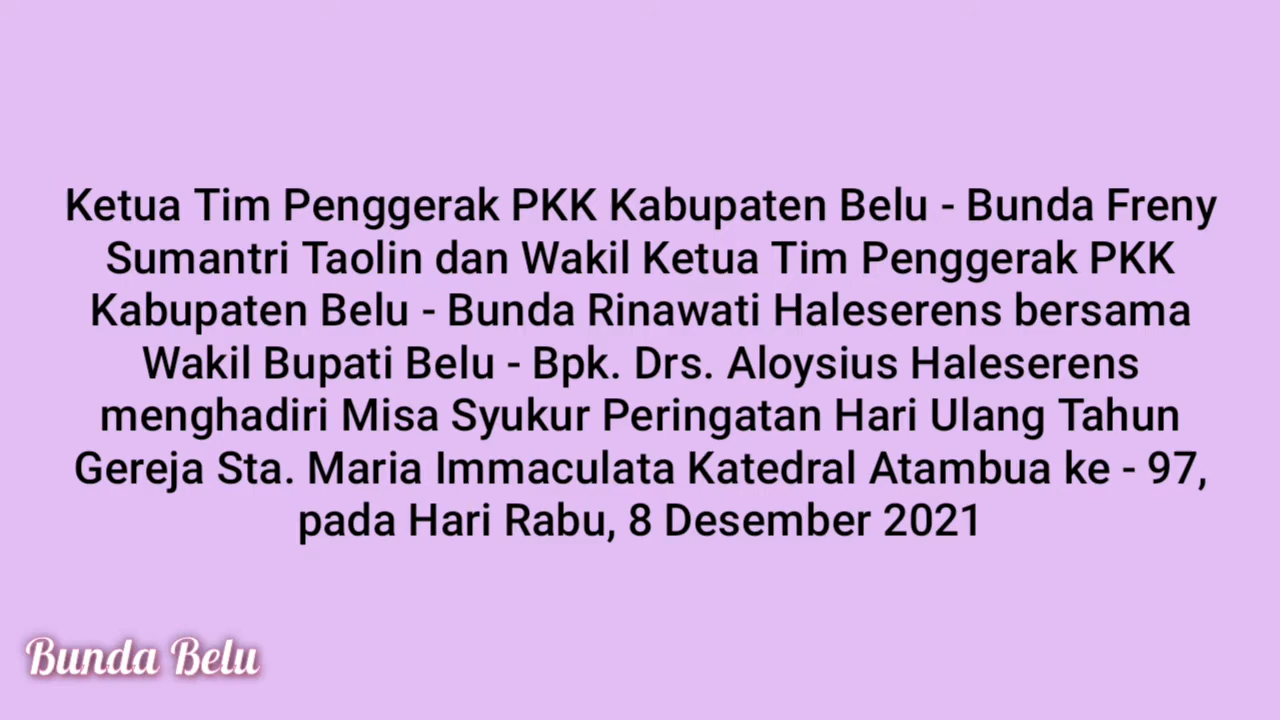 Ketua Tim Penggerak PKK Kabupaten Belu - Bunda Freny
Sumantri Taolin dan Wakil Ketua Tim Penggerak PKK
Kabupaten Belu - Bunda Rinawati Haleserens bersama
Wakil Bupati Belu - Bpk. Drs. Aloysius Haleserens
menghadiri Misa Syukur Peringatan Hari Ulang Tahun
Gereja Sta. Maria Immaculata Katedral Atambua ke - 97,
pada Hari Rabu, 8 Desember 2021
Bunda Belu